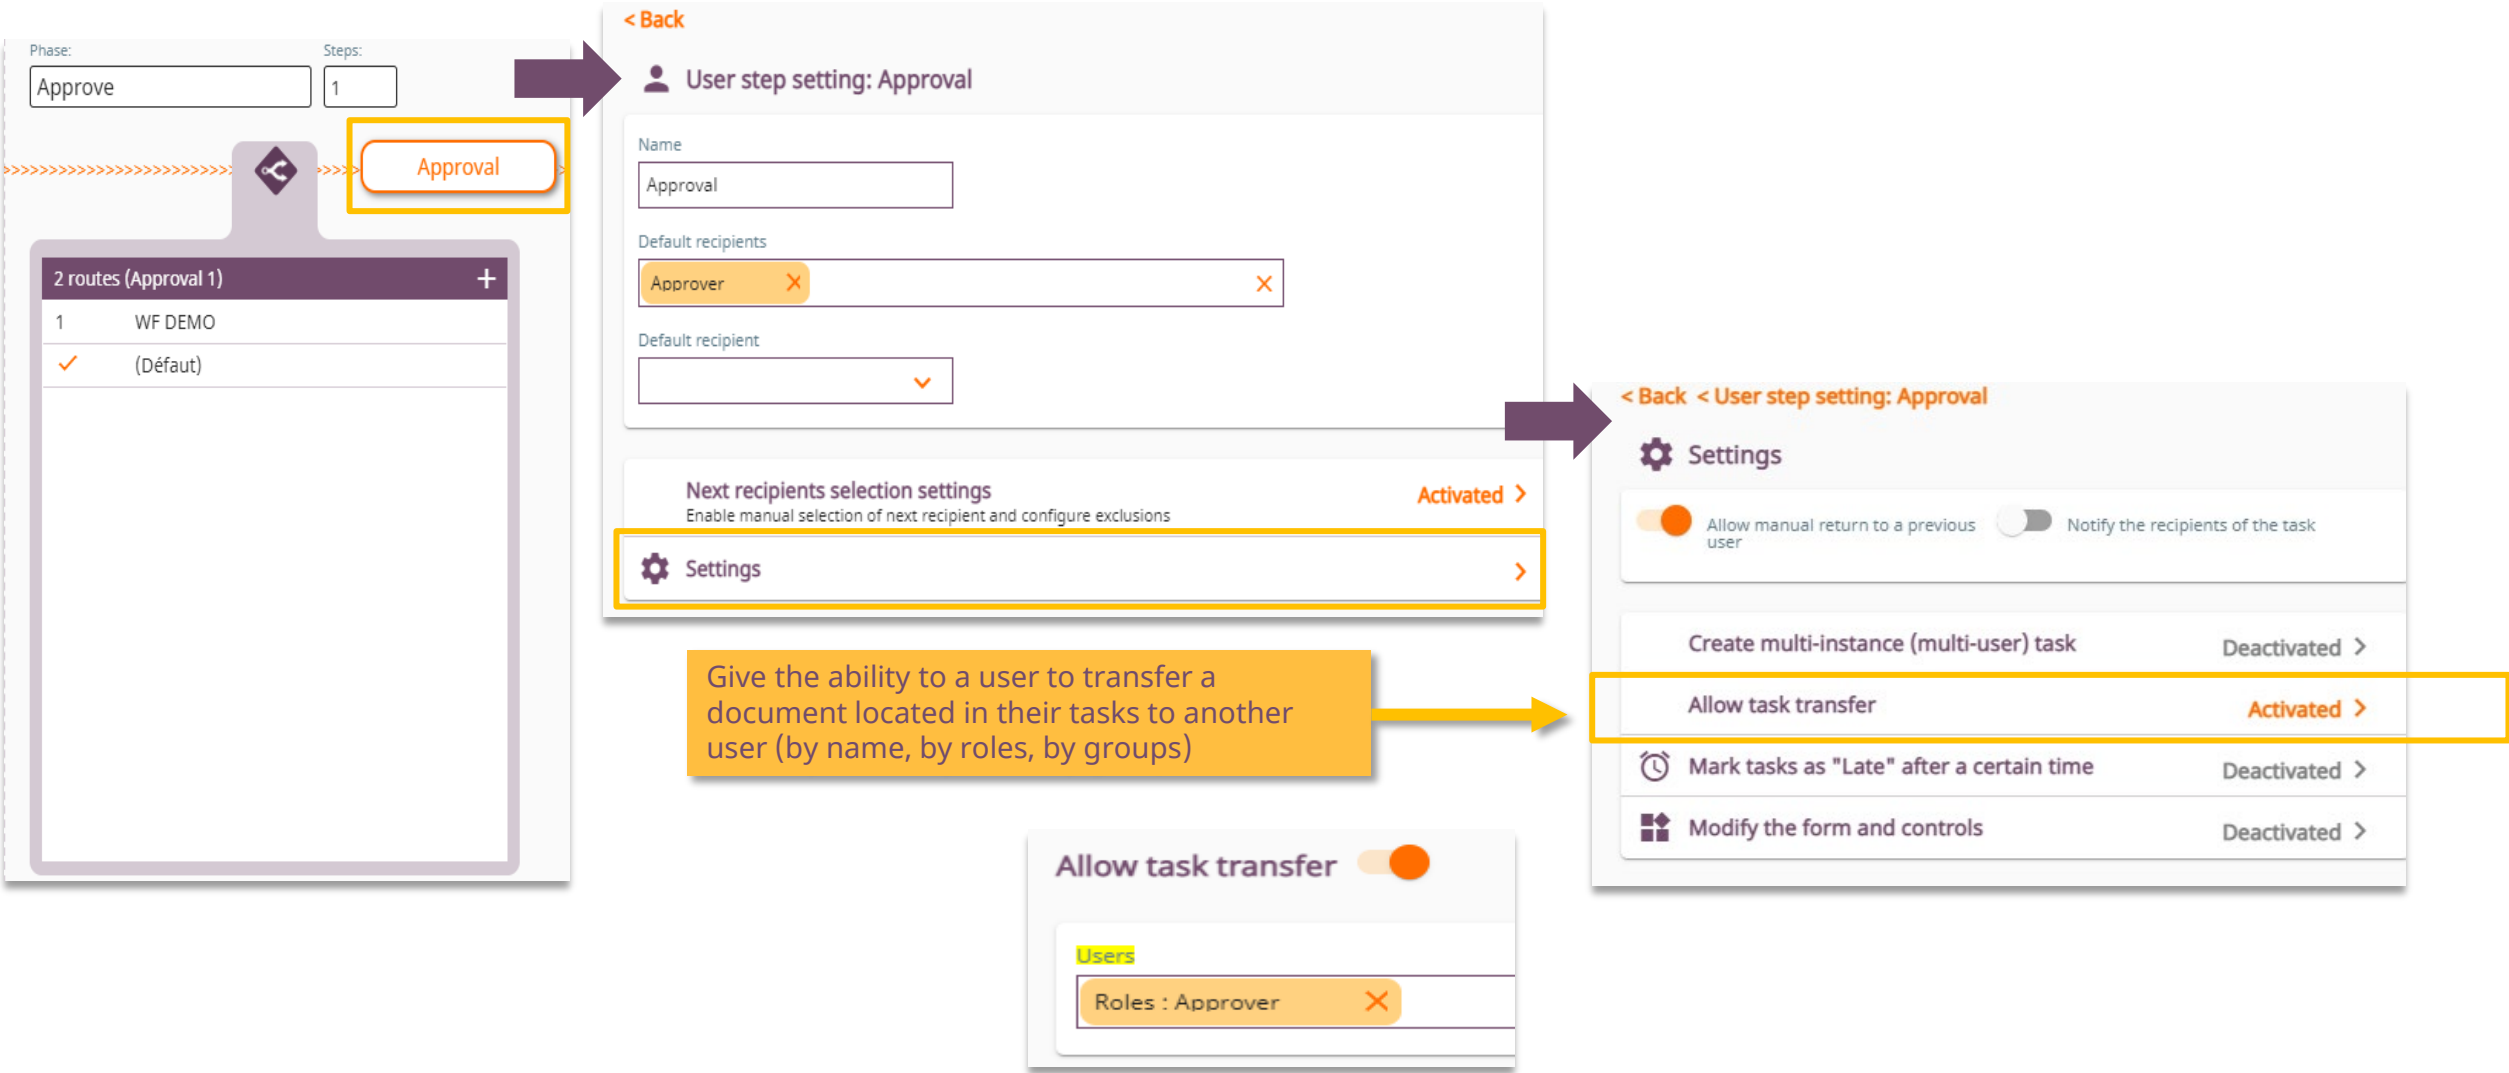 Phase:
Steps:
Approve
1
Approval
2 routes (Approval 1)
1
WF DEMO
(Défaut)
< Back
User step setting: Approval
Name
Approval
Default recipients
Approver
Default recipient
Next recipients selection settings
Enable manual selection of next recipient and configure exclusions
Activated
Settings
< Back < User step setting: Approval
Settings
Allow manual return to a previous
user
Notify the recipients of the task
Create multi-instance (multi-user) task
Deactivated
Allow task transfer
Activated
Mark tasks as "Late" after a certain time
Deactivated
Modify the form and controls
Deactivated
Give the ability to a user to transfer a
document located in their tasks to another
user (by name, by roles, by groups)
Allow task transfer
Users
Roles : Approver